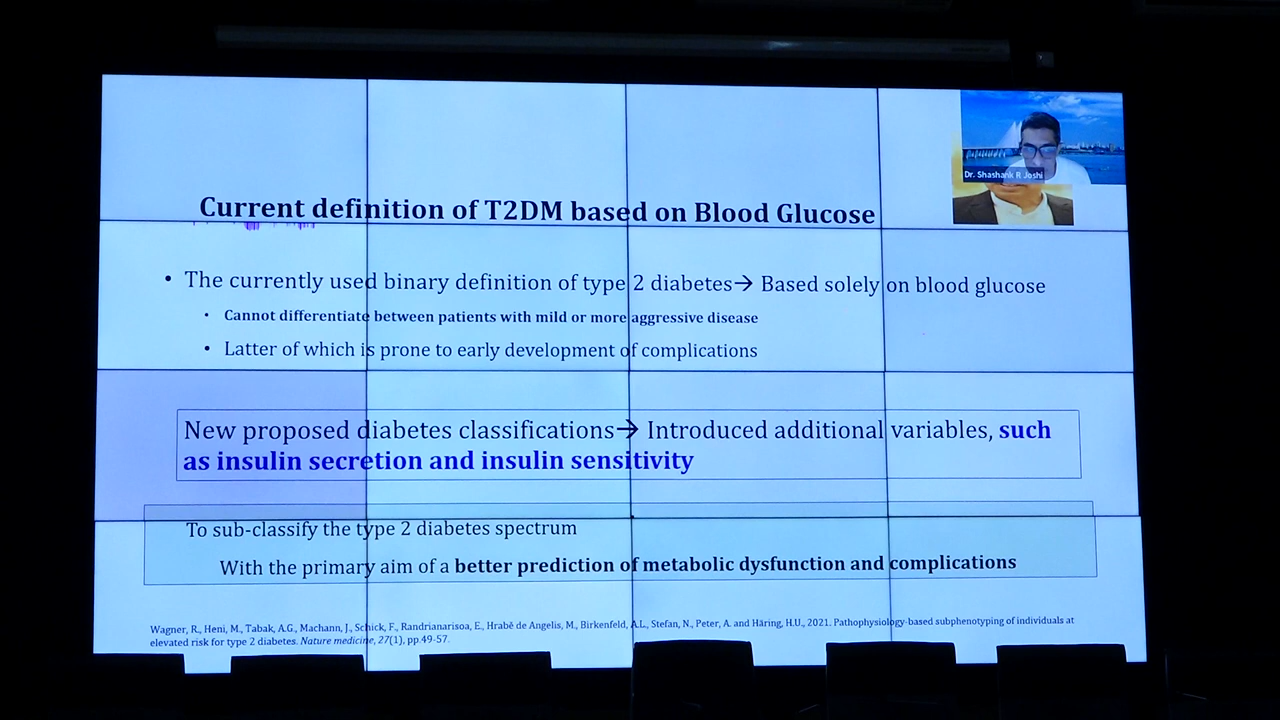 Dr. Shashank R Joshi
Current definition of T2DM based on Blood Glucose
• The currently used binary definition of type 2 diabetes→ Based solely on blood glucose
• Cannot differentiate between patients with mild or more aggressive disease
• Latter of which is prone to early development of complications
New proposed diabetes classifications→ Introduced additional variables, such
as insulin secretion and insulin sensitivity
To sub-classify the type 2 diabetes spectrum
With the primary aim of a better prediction of metabolic dysfunction and complications
Wagner, R., Heni, M., Tabak, A.G., Machann, J., Schick, F., Randrianarisoa, E., Hrabě de Angelis, M., Birkenfeld, A.L., Stefan, N., Peter, A. and Häring, H.U., 2021. Pathophysiology-based subphenotyping of individuals at
elevated risk for type 2 diabetes. Nature medicine, 27(1), pp.49-57.